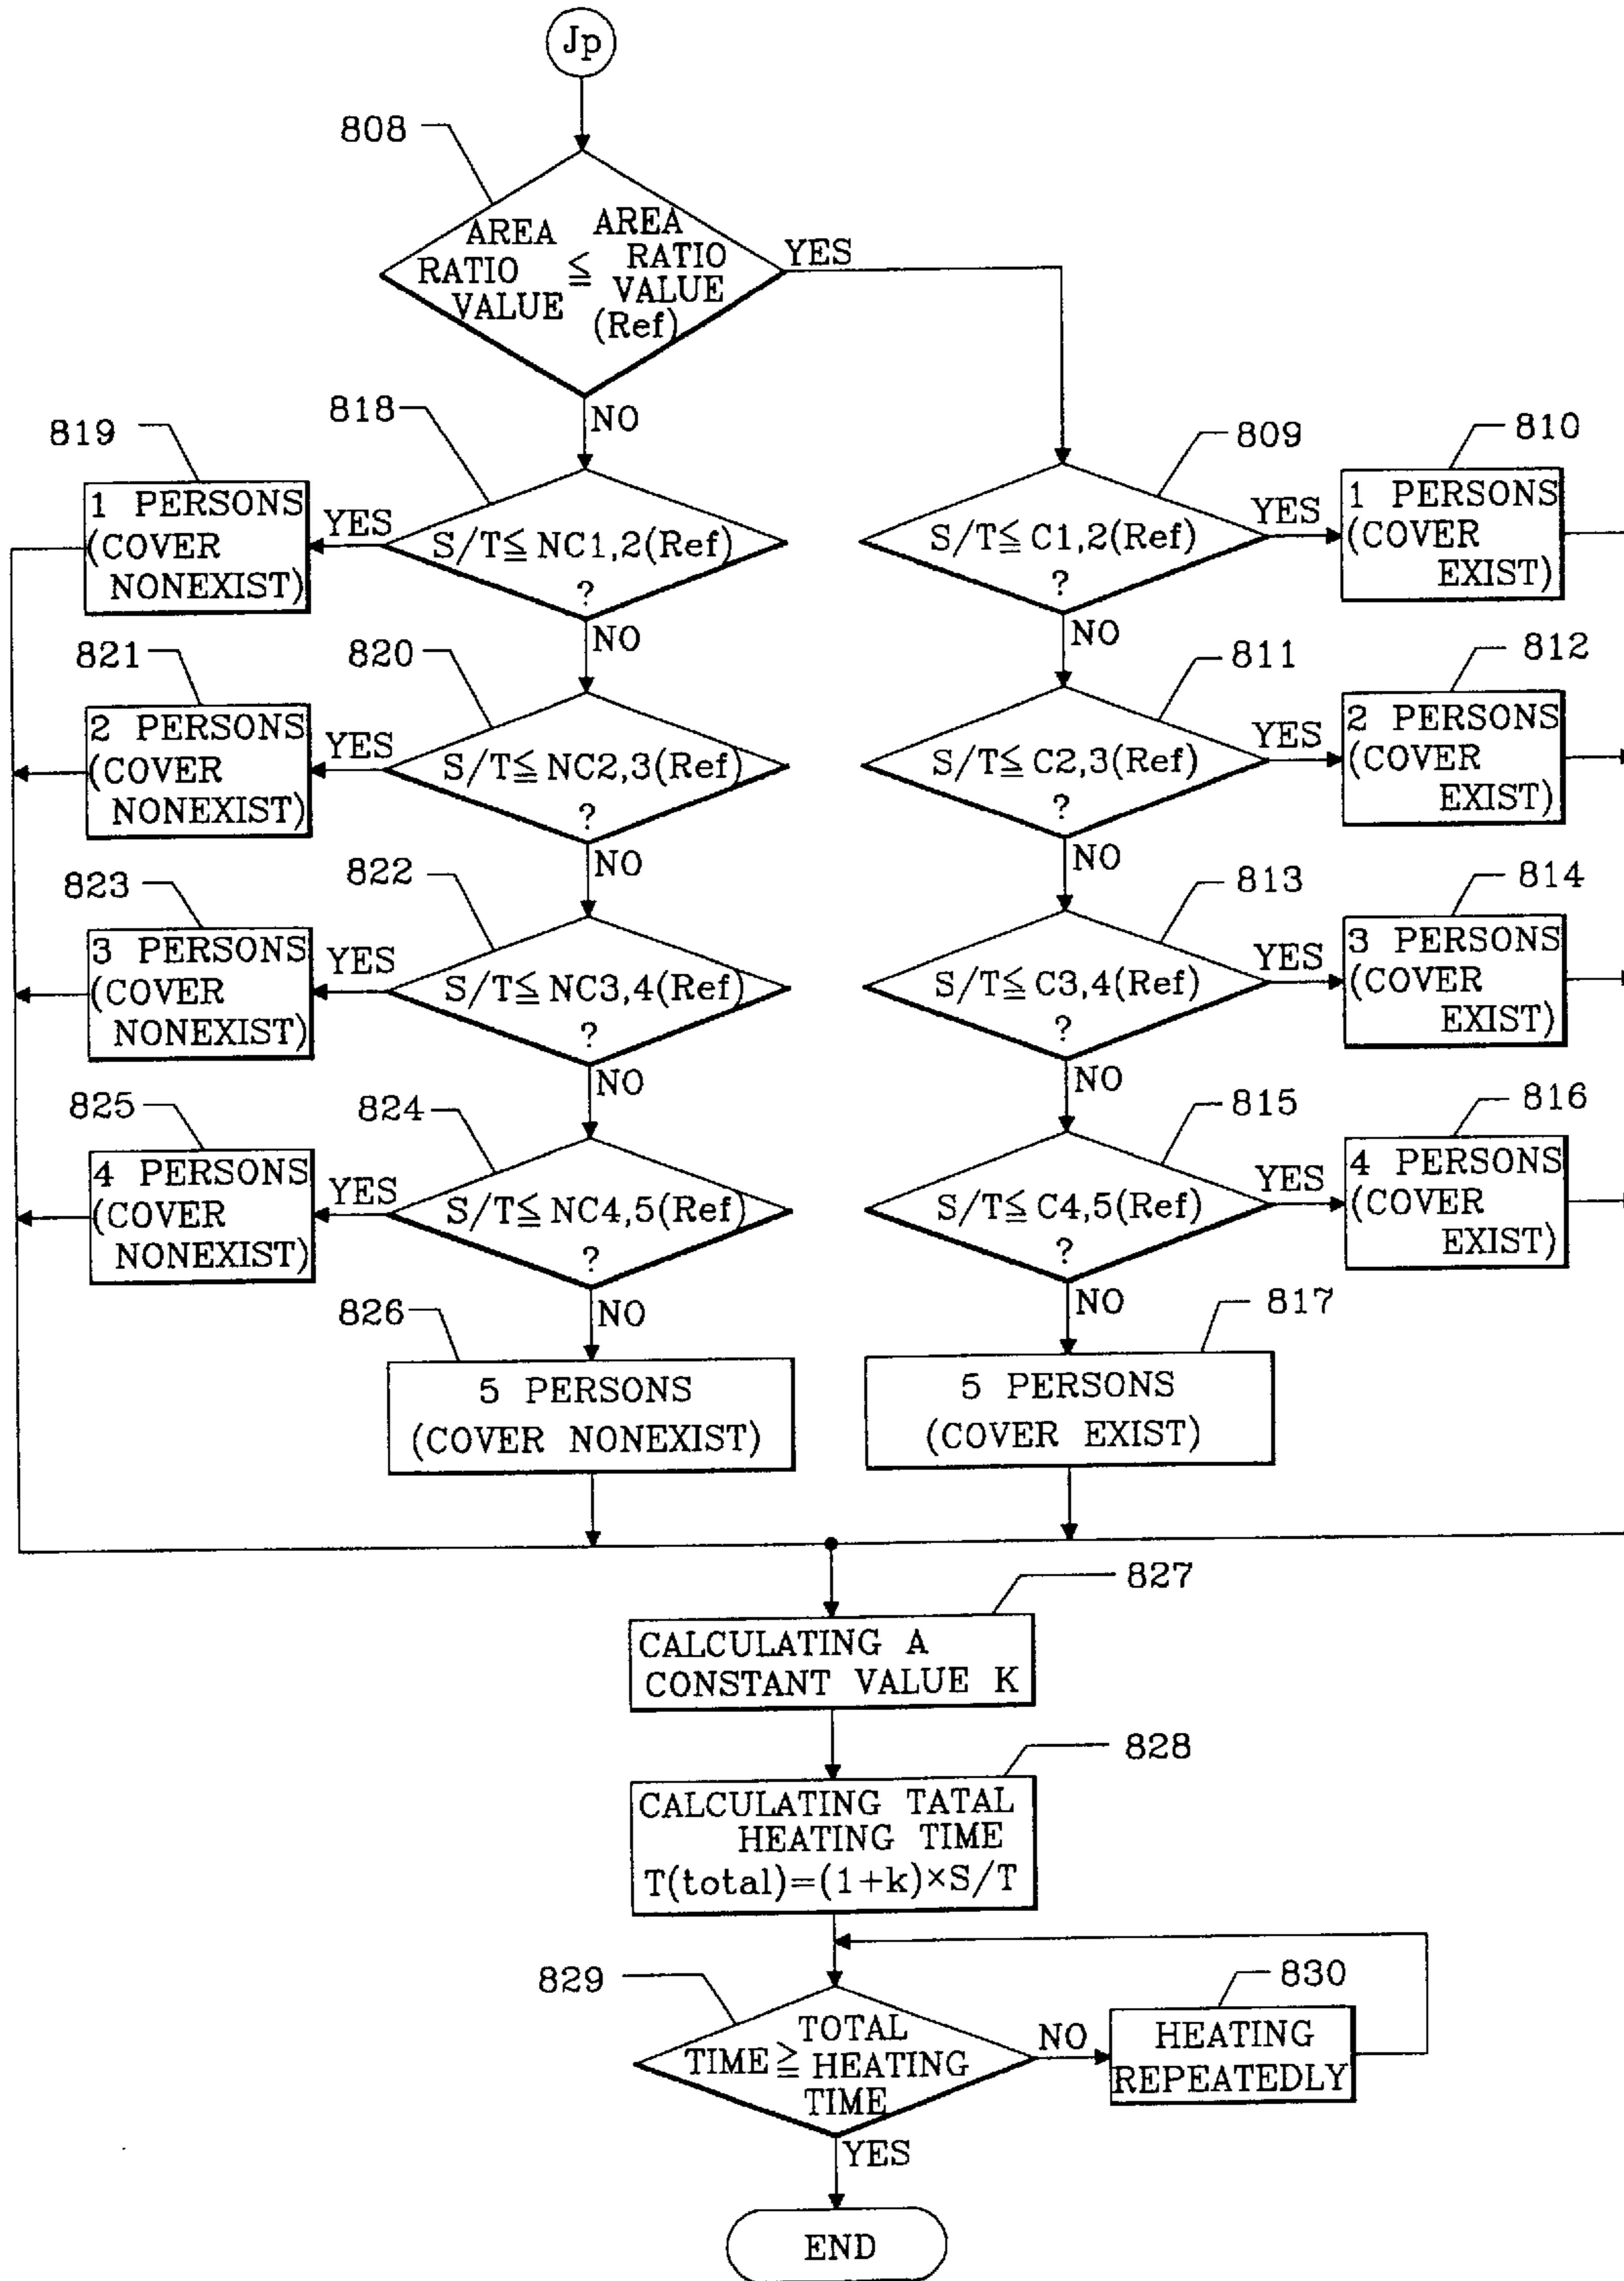 Jp
808
AREA RATIO VALUE ≦ AREA RATIO VALUE (Ref)
YES
NO
818
819
1 PERSONS
(COVER
NONEXIST)
YES
S/T≦ NC1,2(Ref)
?
NO
809
S/T≦ C1,2(Ref)
?
YES
NO
810
1 PERSONS
(COVER
EXIST)
821
2 PERSONS
(COVER
NONEXIST)
YES
820
S/T≦ NC2,3(Ref)
?
NO
811
S/T≦ C2,3(Ref)
?
YES
NO
812
2 PERSONS
(COVER
EXIST)
823
3 PERSONS
(COVER
NONEXIST)
YES
822
S/T≦ NC3,4(Ref)
?
NO
813
S/T≦ C3,4(Ref)
?
YES
NO
814
3 PERSONS
(COVER
EXIST)
825
4 PERSONS
(COVER
NONEXIST)
YES
824
S/T≦ NC4,5(Ref)
?
NO
815
S/T≦ C4,5(Ref)
?
YES
NO
816
4 PERSONS
(COVER
EXIST)
826
5 PERSONS
(COVER NONEXIST)
817
5 PERSONS
(COVER EXIST)
827
CALCULATING A
CONSTANT VALUE K
828
CALCULATING TATAL
HEATING TIME
T(total)=(1+k)×S/T
829
TIME ≧ TOTAL HEATING TIME
NO
830
HEATING
REPEATEDLY
YES
END